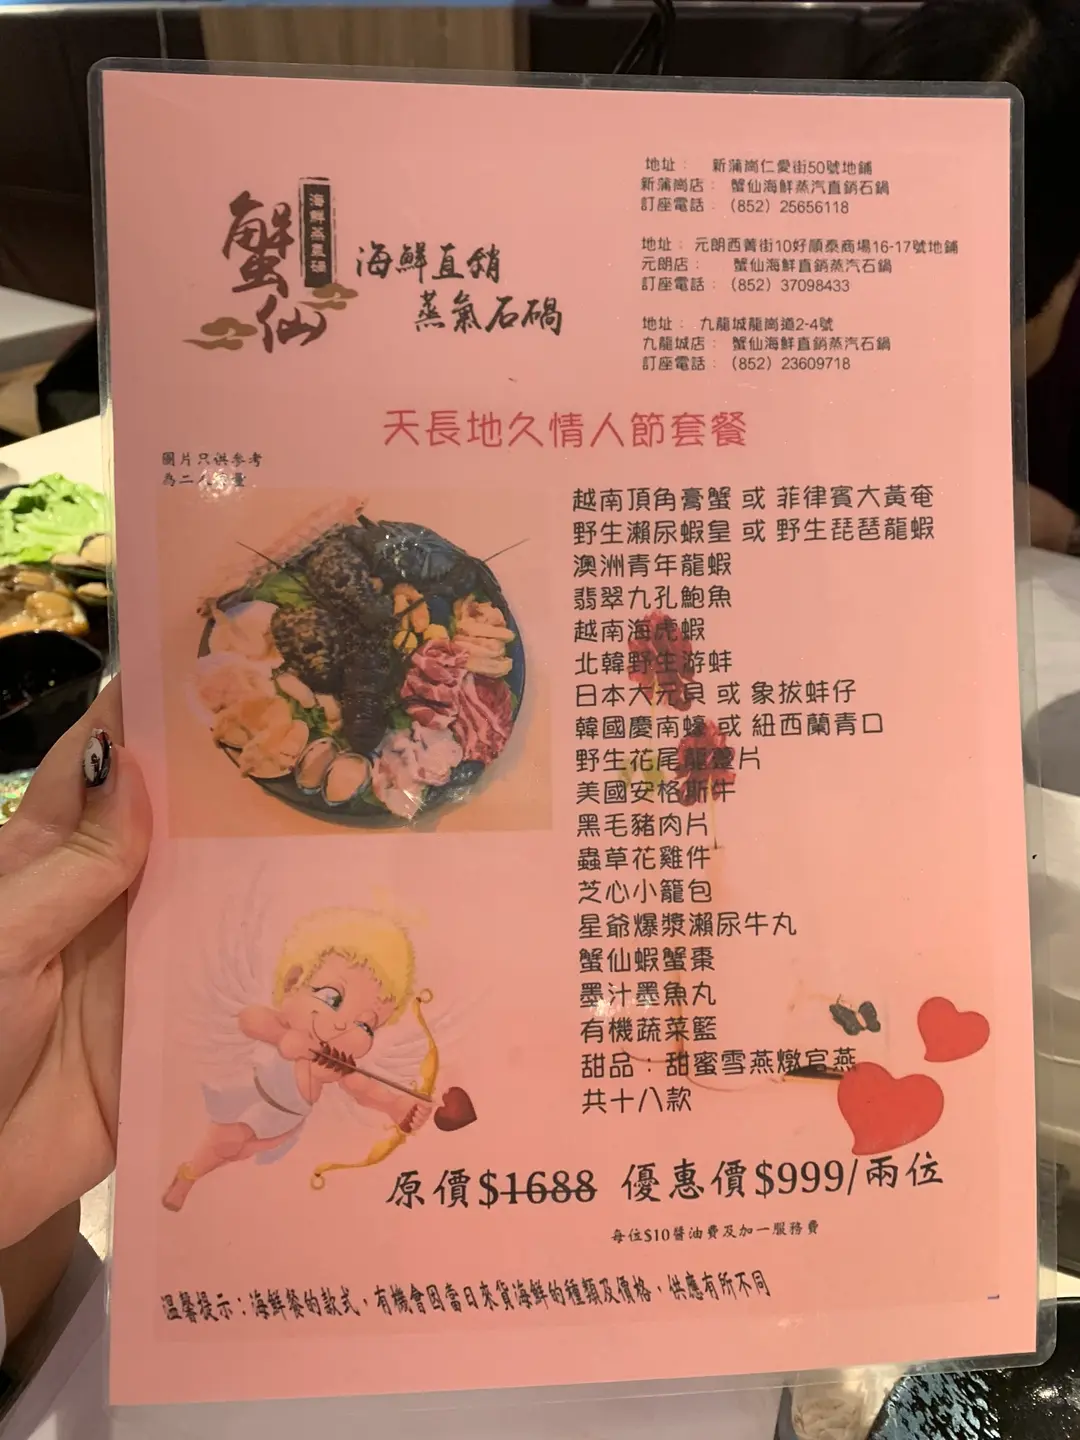 蟹仙
海鮮蒸氣石鍋
海鮮直銷
蒸氣石鍋
地址： 新蒲崗仁愛街50號地鋪
新蒲崗店： 蟹仙海鮮蒸汽直銷石鍋
訂座電話：（852）25656118
地址： 元朗西菁街10好順泰商場16-17號地鋪
元朗店： 蟹仙海鮮直銷蒸汽石鍋
訂座電話：（852）37098433
地址： 九龍城龍崗道2-4號
九龍城店： 蟹仙海鮮直銷蒸汽石鍋
訂座電話：（852）23609718
天長地久情人節套餐
圖片只供參考
為二人
越南頂角膏蟹 或 菲律賓大黃奄
野生瀨尿蝦皇 或 野生琵琶龍蝦
澳洲青年龍蝦
翡翠九孔鮑魚
越南海虎蝦
北韓野生游蚌
日本大元貝 或 象拔蚌仔
韓國慶南蠔 或 紐西蘭青口
野生花尾龍躉片
美國安格斯牛
黑毛豬肉片
蟲草花雞件
芝心小籠包
星爺爆漿瀨尿牛丸
蟹仙蝦蟹棗
墨汁墨魚丸
有機蔬菜籃
甜品：甜蜜雪燕燉官燕
共十八款
原價$1688 優惠價$999/兩位
每位$10醬油費及加一服務費
溫馨提示：海鮮餐的款式，有機會因當日來貨海鮮的種類及價格、供應有所不同